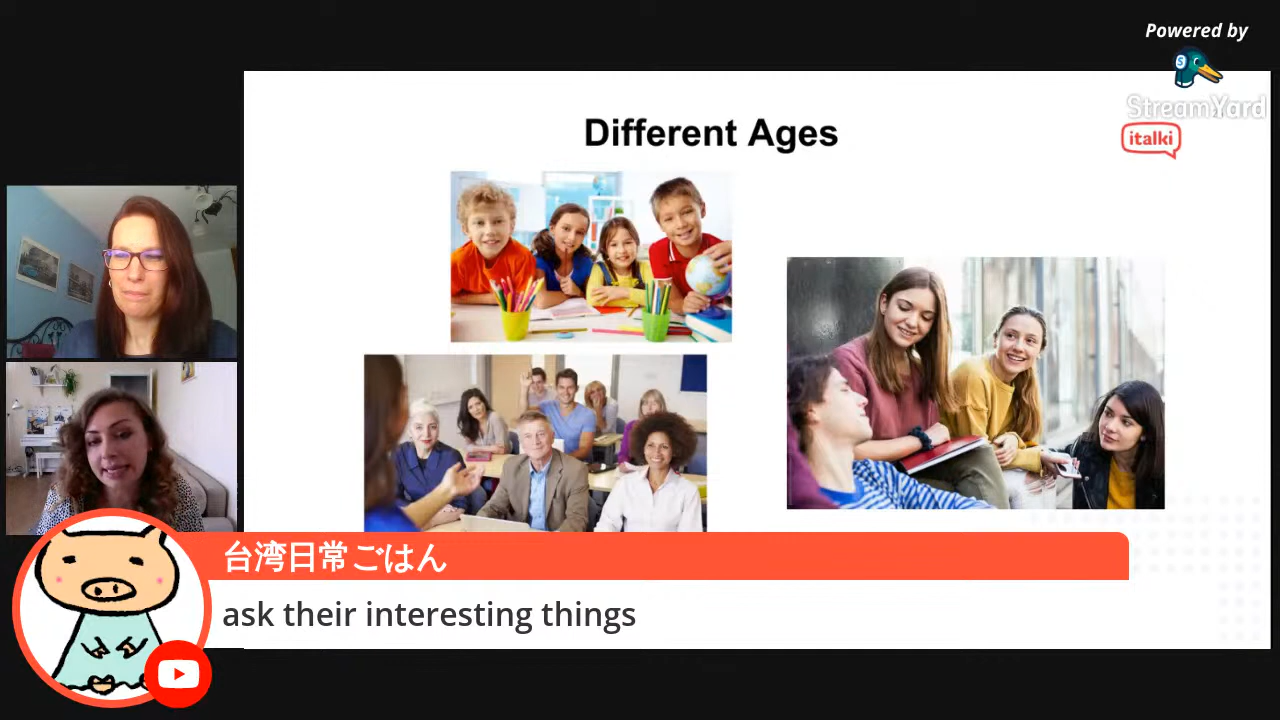 Powered by
StreamYard
italki
Different Ages
台湾日常ごはん
ask their interesting things